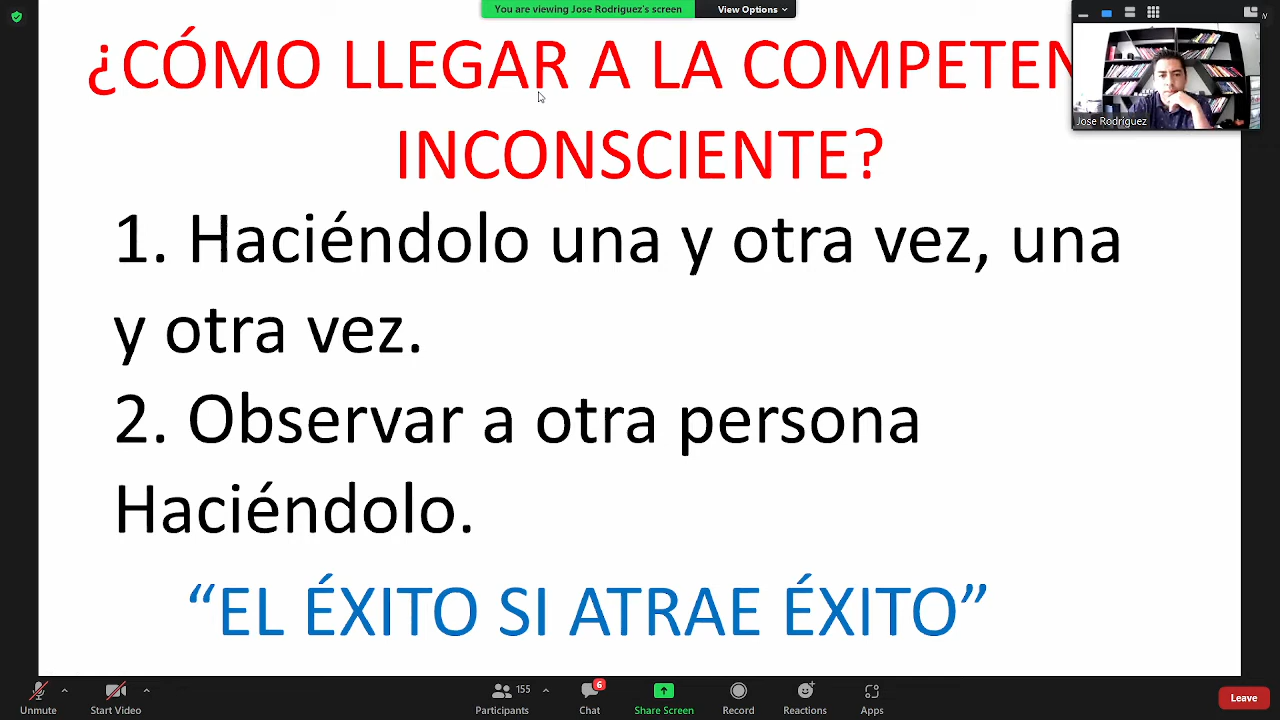 You are viewing Jose Rodriguez's screen
View Options
¿CÓMO LLEGAR A LA COMPETEN
Jose Rodriguez
INCONSCIENTE?
1. Haciéndolo una y otra vez, una
y otra vez.
2. Observar a otra persona
Haciéndolo.
“EL ÉXITO SI ATRAE ÉXITO”
155
6
Unmute
Start Video
Participants
Chat
Share Screen
Record
Reactions
Apps
Leave